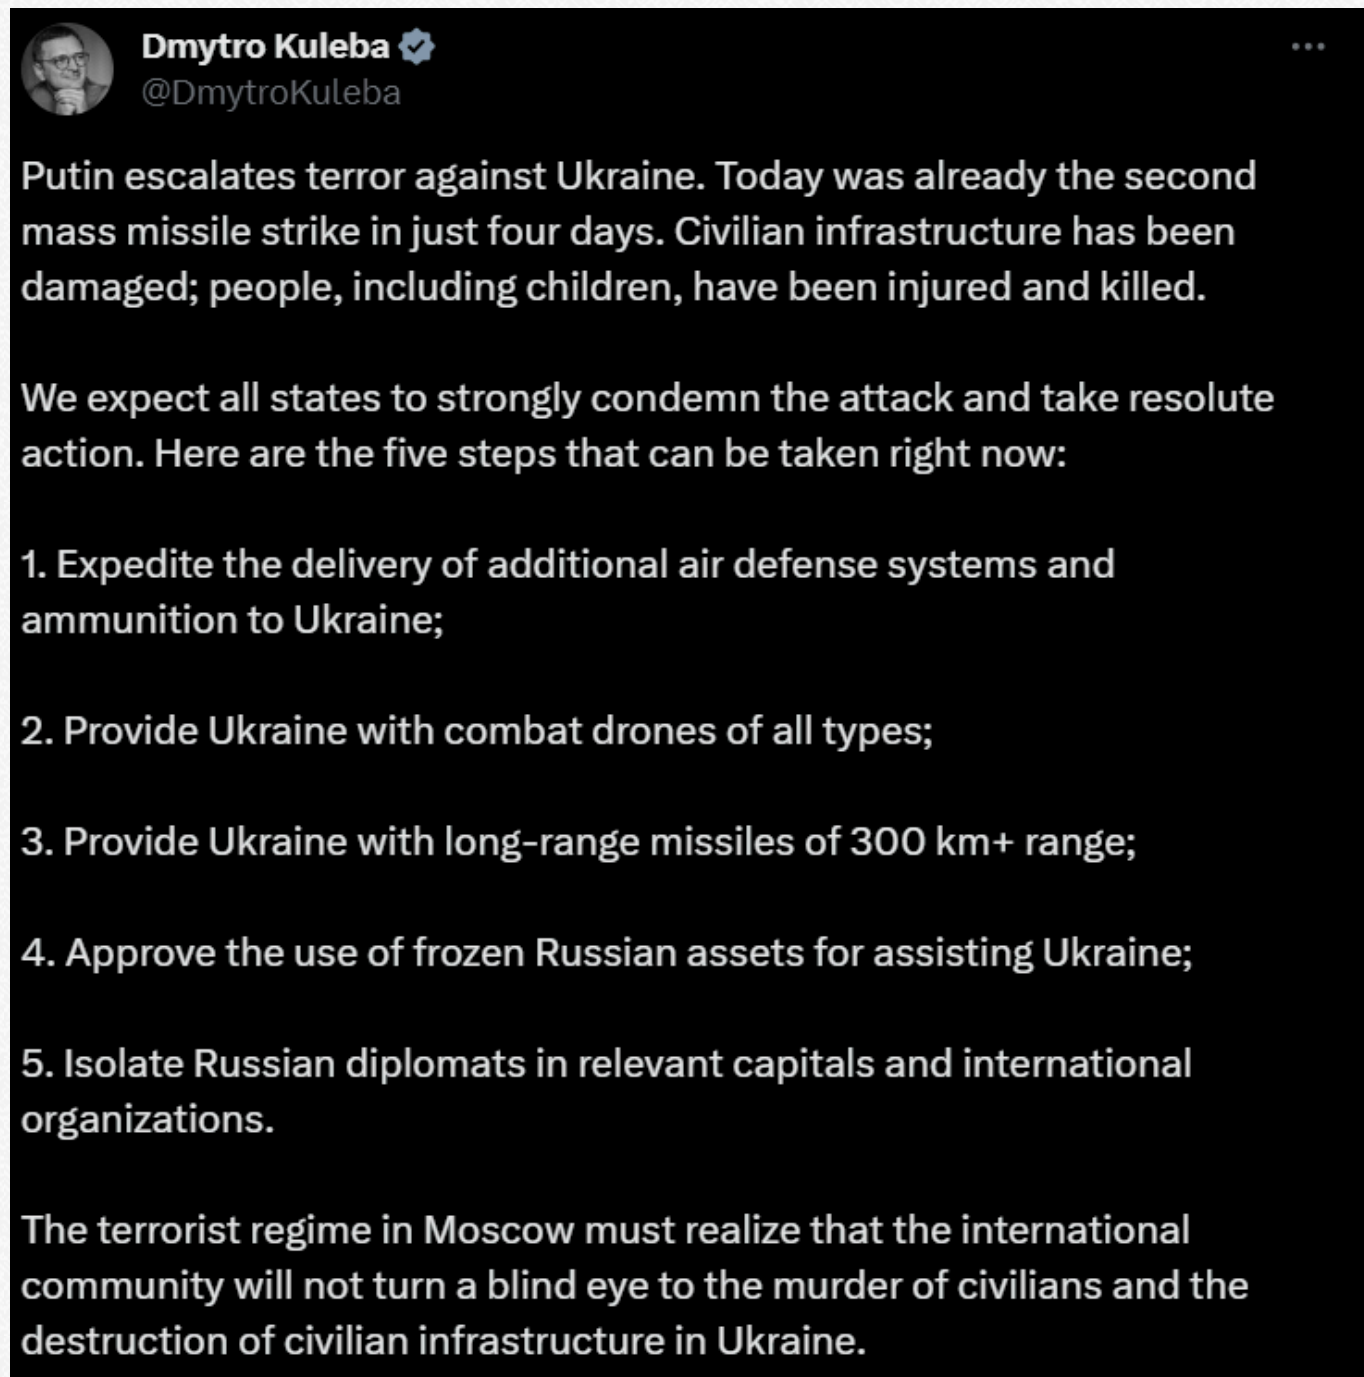 Dmytro Kuleba
@DmytroKuleba
Putin escalates terror against Ukraine. Today was already the second
mass missile strike in just four days. Civilian infrastructure has been
damaged; people, including children, have been injured and killed.
We expect all states to strongly condemn the attack and take resolute
action. Here are the five steps that can be taken right now:
1. Expedite the delivery of additional air defense systems and
ammunition to Ukraine;
2. Provide Ukraine with combat drones of all types;
3. Provide Ukraine with long-range missiles of 300 km+ range;
4. Approve the use of frozen Russian assets for assisting Ukraine;
5. Isolate Russian diplomats in relevant capitals and international
organizations.
The terrorist regime in Moscow must realize that the international
community will not turn a blind eye to the murder of civilians and the
destruction of civilian infrastructure in Ukraine.